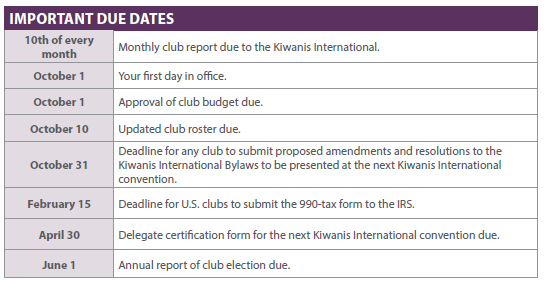 IMPORTANT DUE DATES
10th of every
month
Monthly club report due to the Kiwanis International.
October 1
Your first day in office.
October 1
Approval of club budget due.
October 10
Updated club roster due.
October 31
Deadline for any club to submit proposed amendments and resolutions to the
Kiwanis International Bylaws to be presented at the next Kiwanis International
convention.
February 15
Deadline for U.S. clubs to submit the 990-tax form to the IRS.
April 30
Delegate certification form for the next Kiwanis International convention due.
June 1
Annual report of club election due.